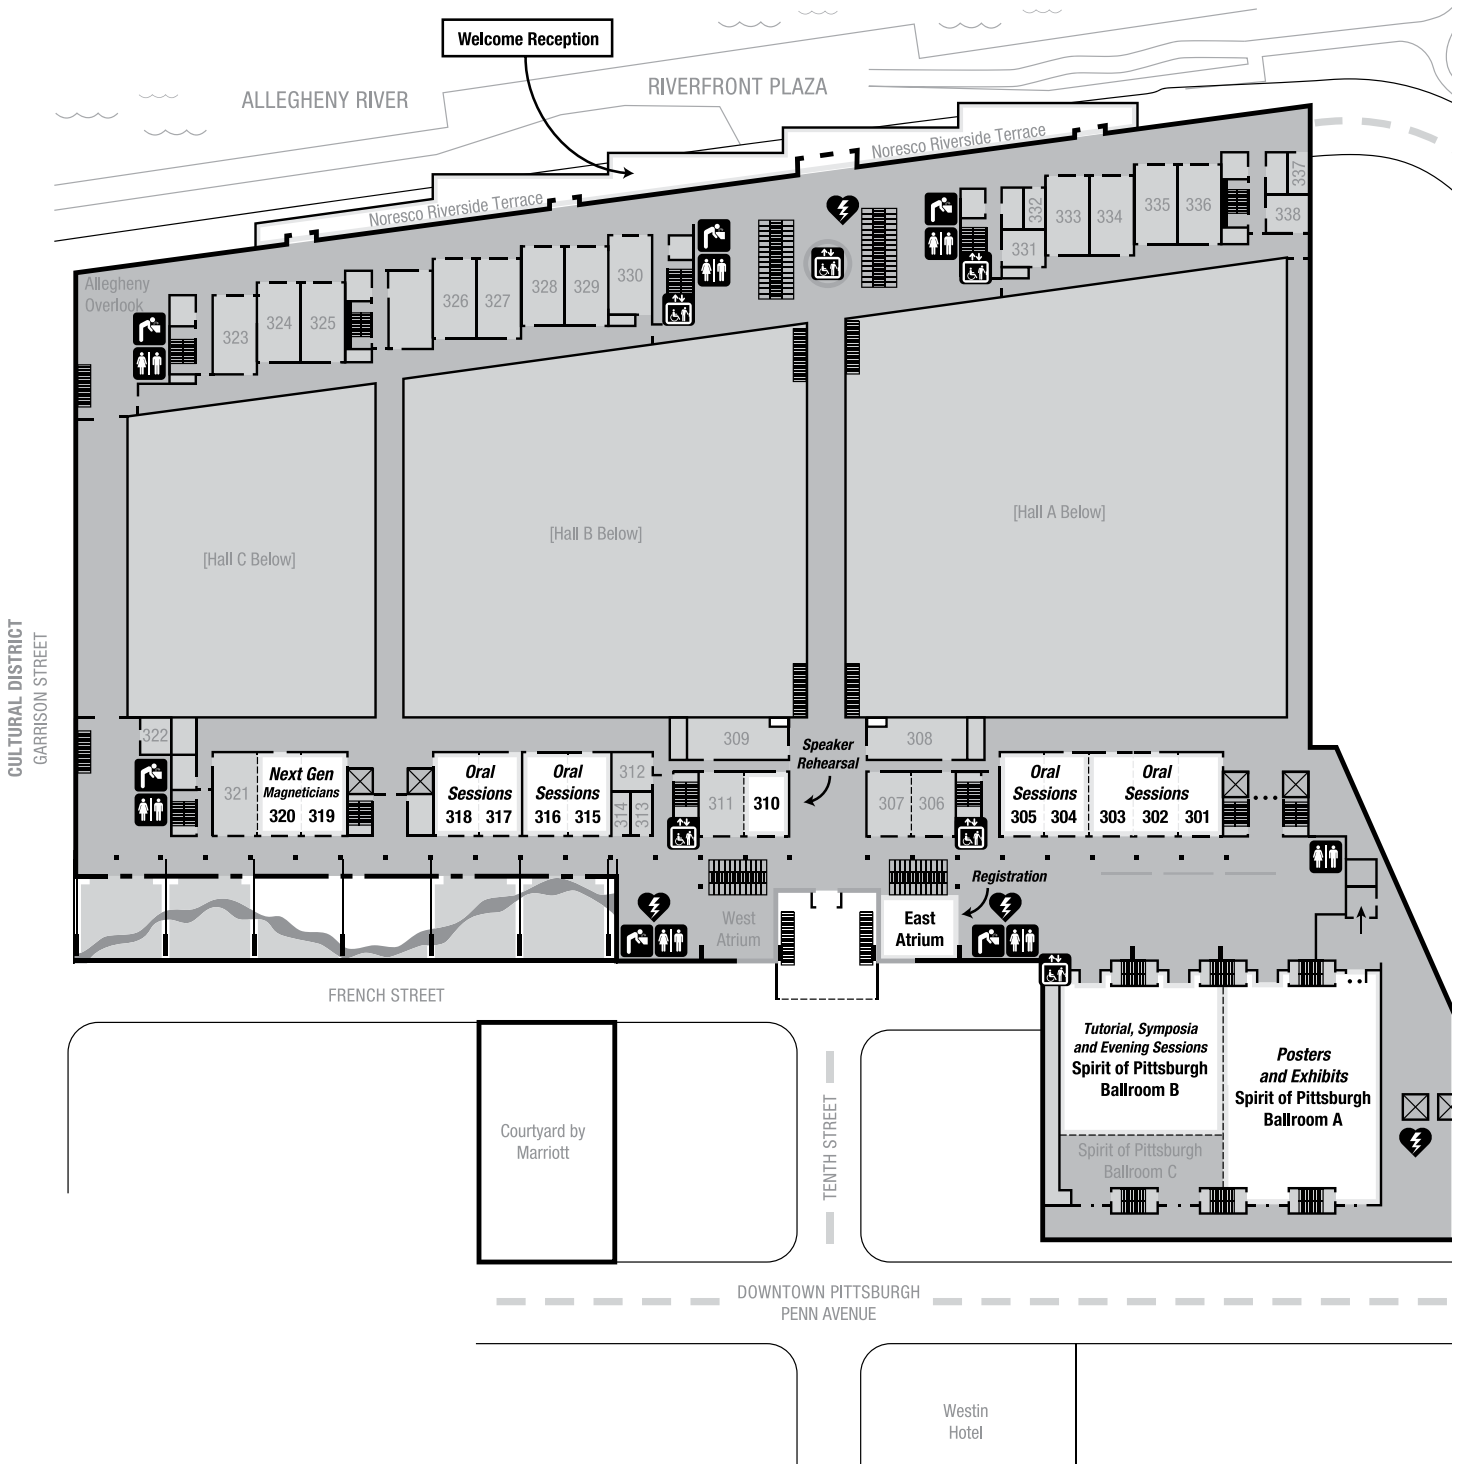 Welcome Reception
ALLEGHENY RIVER
RIVERFRONT PLAZA
Noresco Riverside Terrace
Noresco Riverside Terrace
Allegheny
Overlook
323
324
325
326
327
328
329
330
331
332
333
334
335
336
337
338
[Hall C Below]
[Hall B Below]
[Hall A Below]
CULTURAL DISTRICT
GARRISON STREET
322
321
Next Gen
Magneticians
320 319
Oral
Sessions
318 317
Oral
Sessions
316 315
312
314
313
309
311
310
Speaker
Rehearsal
308
307
306
Oral
Sessions
305 304
Oral
Sessions
303 302 301
Registration
West
Atrium
East
Atrium
FRENCH STREET
Tutorial, Symposia
and Evening Sessions
Spirit of Pittsburgh
Ballroom B
Posters
and Exhibits
Spirit of Pittsburgh
Ballroom A
Spirit of Pittsburgh
Ballroom C
Courtyard by
Marriott
TENTH STREET
DOWNTOWN PITTSBURGH
PENN AVENUE
Westin
Hotel